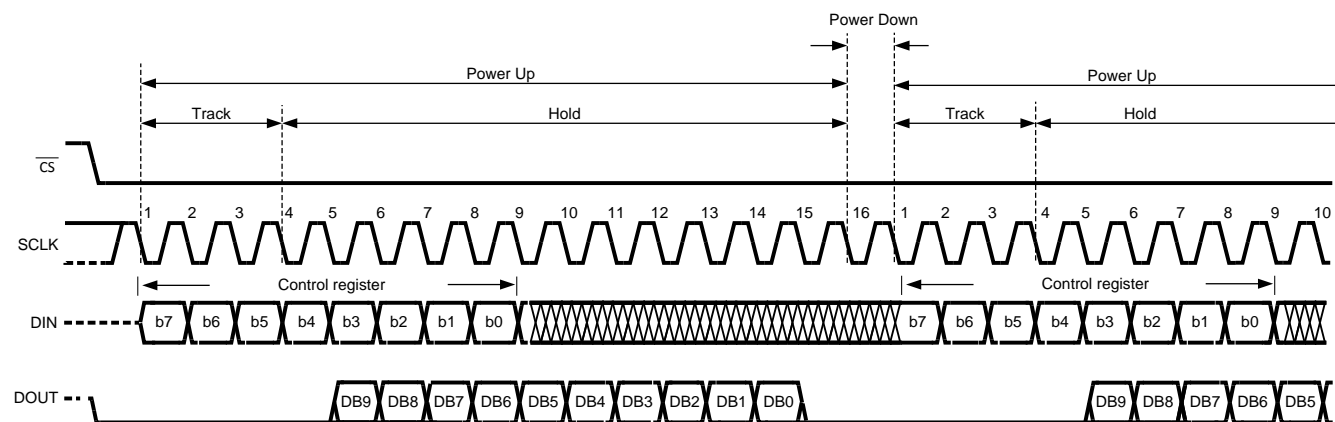 Power Down
Power Up
Power Up
Track
Hold
Track
Hold
CS
1 2 3 4 5 6 7 8 9 10 11 12 13 14 15 16 1 2 3 4 5 6 7 8 9 10
SCLK
Control register
Control register
DIN
b7 b6 b5 b4 b3 b2 b1 b0 b7 b6 b5 b4 b3 b2 b1 b0
DOUT
DB9 DB8 DB7 DB6 DB5 DB4 DB3 DB2 DB1 DB0 DB9 DB8 DB7 DB6 DB5